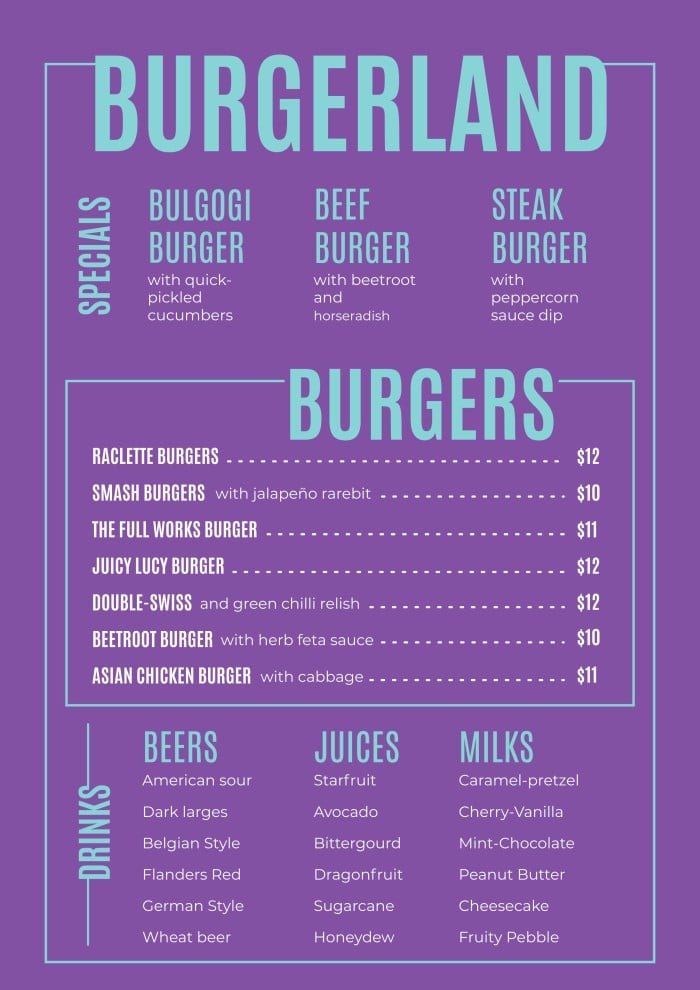 BURGERLAND
SPECIALS
BULGOGI
BURGER
with quick-
pickled
cucumbers
BEEF
BURGER
with beetroot
and
horseradish
STEAK
BURGER
with
peppercorn
sauce dip
BURGERS
RACLETTE BURGERS $12
SMASH BURGERS with jalapeño rarebit $10
THE FULL WORKS BURGER $11
JUICY LUCY BURGER $12
DOUBLE-SWISS and green chilli relish $12
BEETROOT BURGER with herb feta sauce $10
ASIAN CHICKEN BURGER with cabbage $11
DRINKS
BEERS
American sour
Dark larges
Belgian Style
Flanders Red
German Style
Wheat beer
JUICES
Starfruit
Avocado
Bittergourd
Dragonfruit
Sugarcane
Honeydew
MILKS
Caramel-pretzel
Cherry-Vanilla
Mint-Chocolate
Peanut Butter
Cheesecake
Fruity Pebble